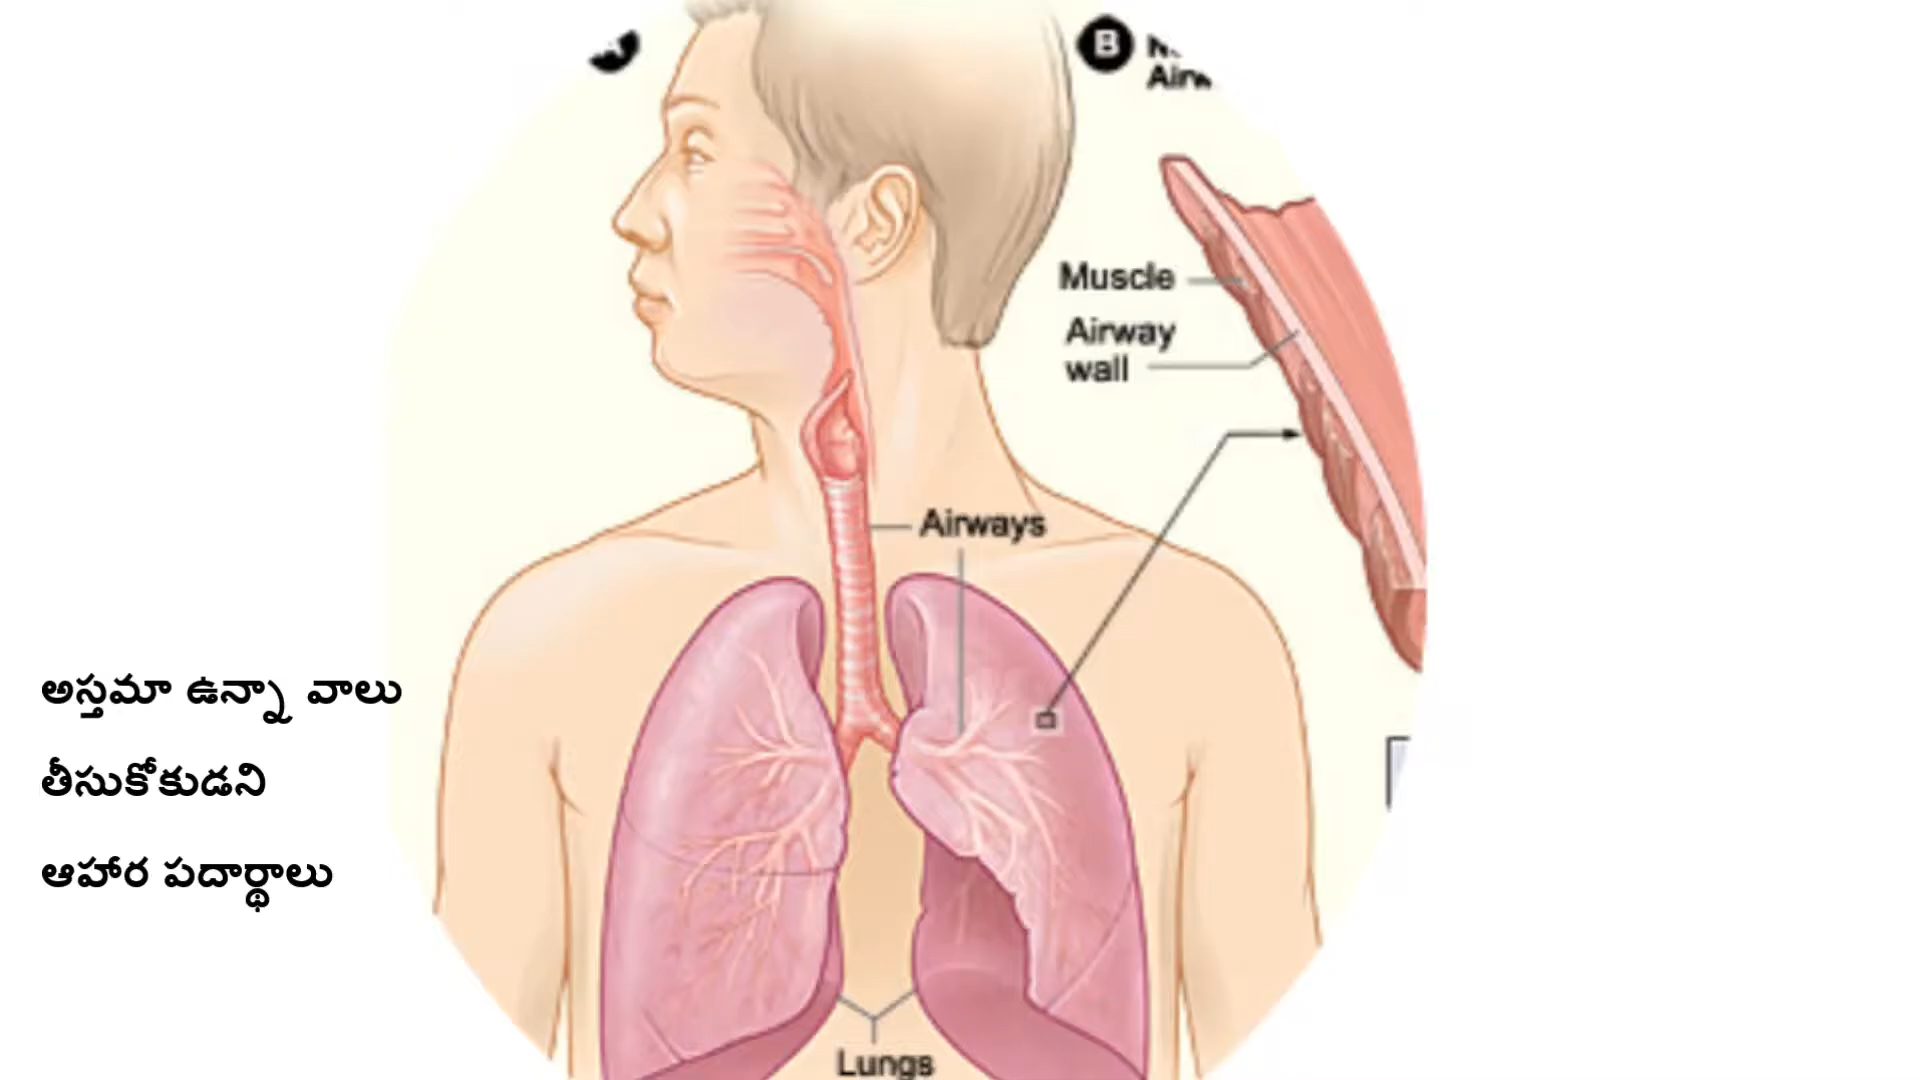 B
Muscle
Airway
wall
Airways
అస్తమా ఉన్నా వాలు
తీసుకోకుడని
ఆహార పదార్థాలు
Lungs